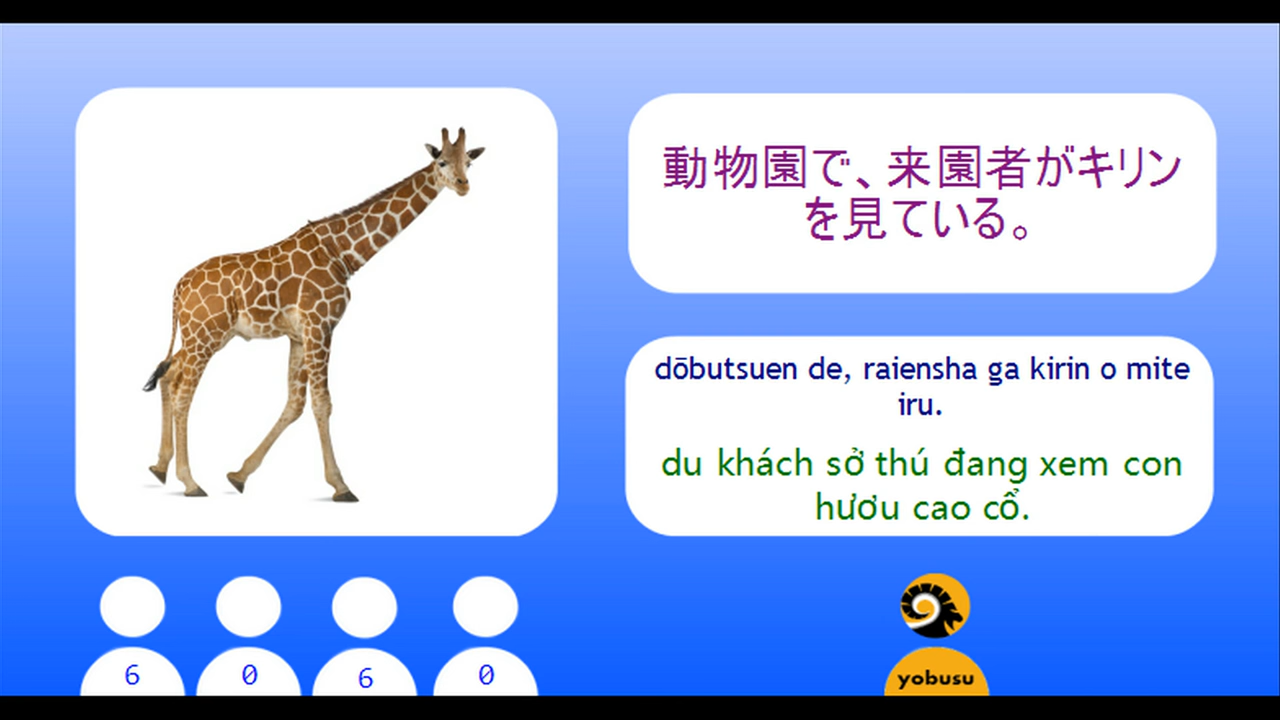 動物園で、来園者がキリン
を見ている。
dōbutsuen de, raiensha ga kirin o mite
iru.
du khách sở thú đang xem con
hươu cao cổ.
6 0 6 0
yobusu